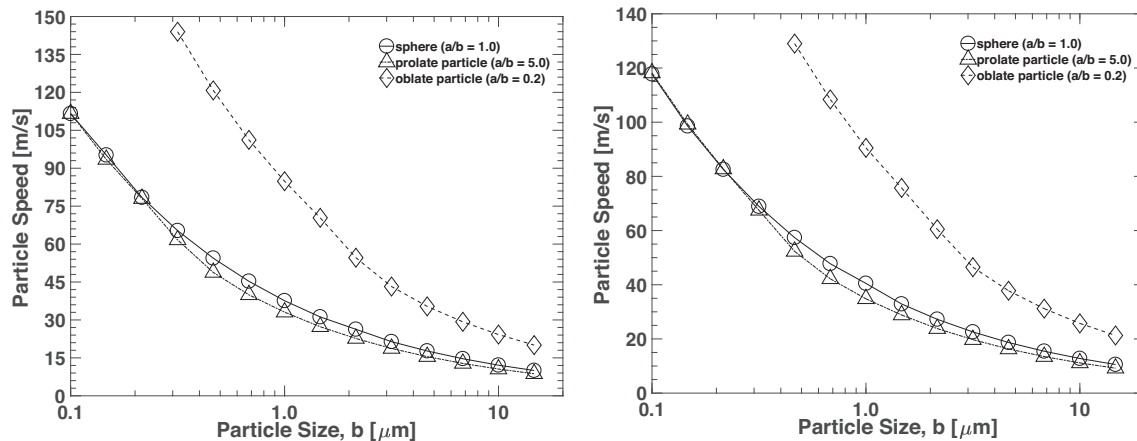 150
135
120
105
90
75
60
45
30
15
0
Particle Speed [m/s]
sphere (a/b = 1.0)
prolate particle (a/b = 5.0)
oblate particle (a/b = 0.2)
0.1
1.0
10
Particle Size, b [μm]
140
120
100
80
60
40
20
0
Particle Speed [m/s]
sphere (a/b = 1.0)
prolate particle (a/b = 5.0)
oblate particle (a/b = 0.2)
0.1
1.0
10
Particle Size, b [μm]